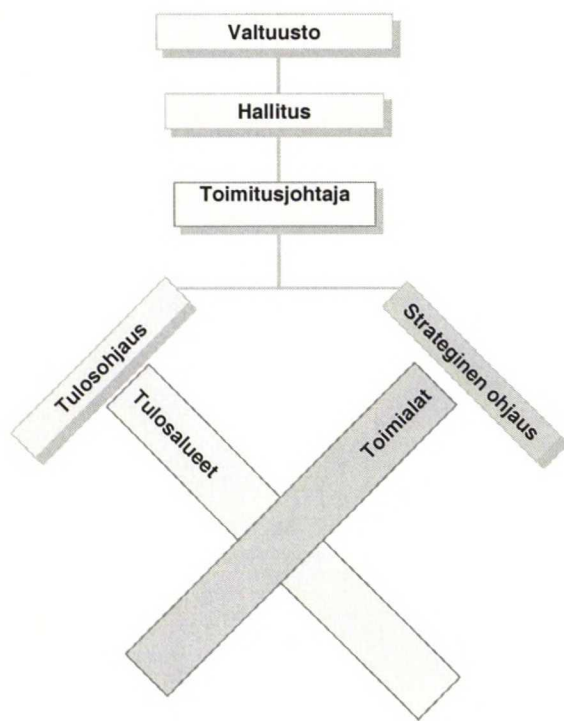 Valtuusto
Hallitus
Toimitusjohtaja
Tulosohjaus
Strateginen ohjaus
Tulosalueet
Toimialat